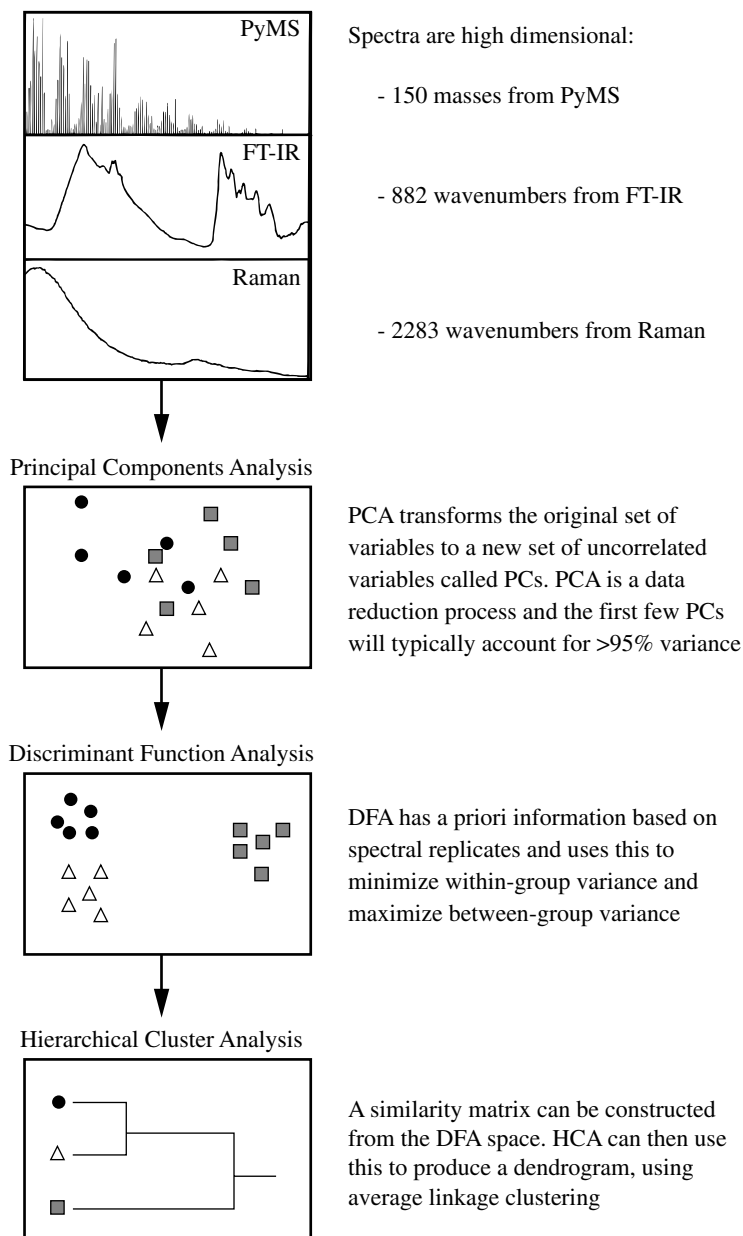 PyMS
Spectra are high dimensional:
- 150 masses from PyMS
FT-IR
- 882 wavenumbers from FT-IR
Raman
- 2283 wavenumbers from Raman
Principal Components Analysis
PCA transforms the original set of
variables to a new set of uncorrelated
variables called PCs. PCA is a data
reduction process and the first few PCs
will typically account for >95% variance
Discriminant Function Analysis
DFA has a priori information based on
spectral replicates and uses this to
minimize within-group variance and
maximize between-group variance
Hierarchical Cluster Analysis
A similarity matrix can be constructed
from the DFA space. HCA can then use
this to produce a dendrogram, using
average linkage clustering